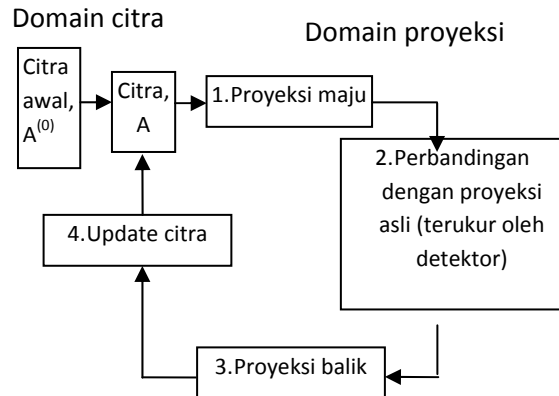 Domain citra
Domain proyeksi
Citra
awal,
A(0)
Citra,
A
1.Proyeksi maju
2.Perbandingan
dengan proyeksi
asli (terukur oleh
detektor)
4.Update citra
3.Proyeksi balik